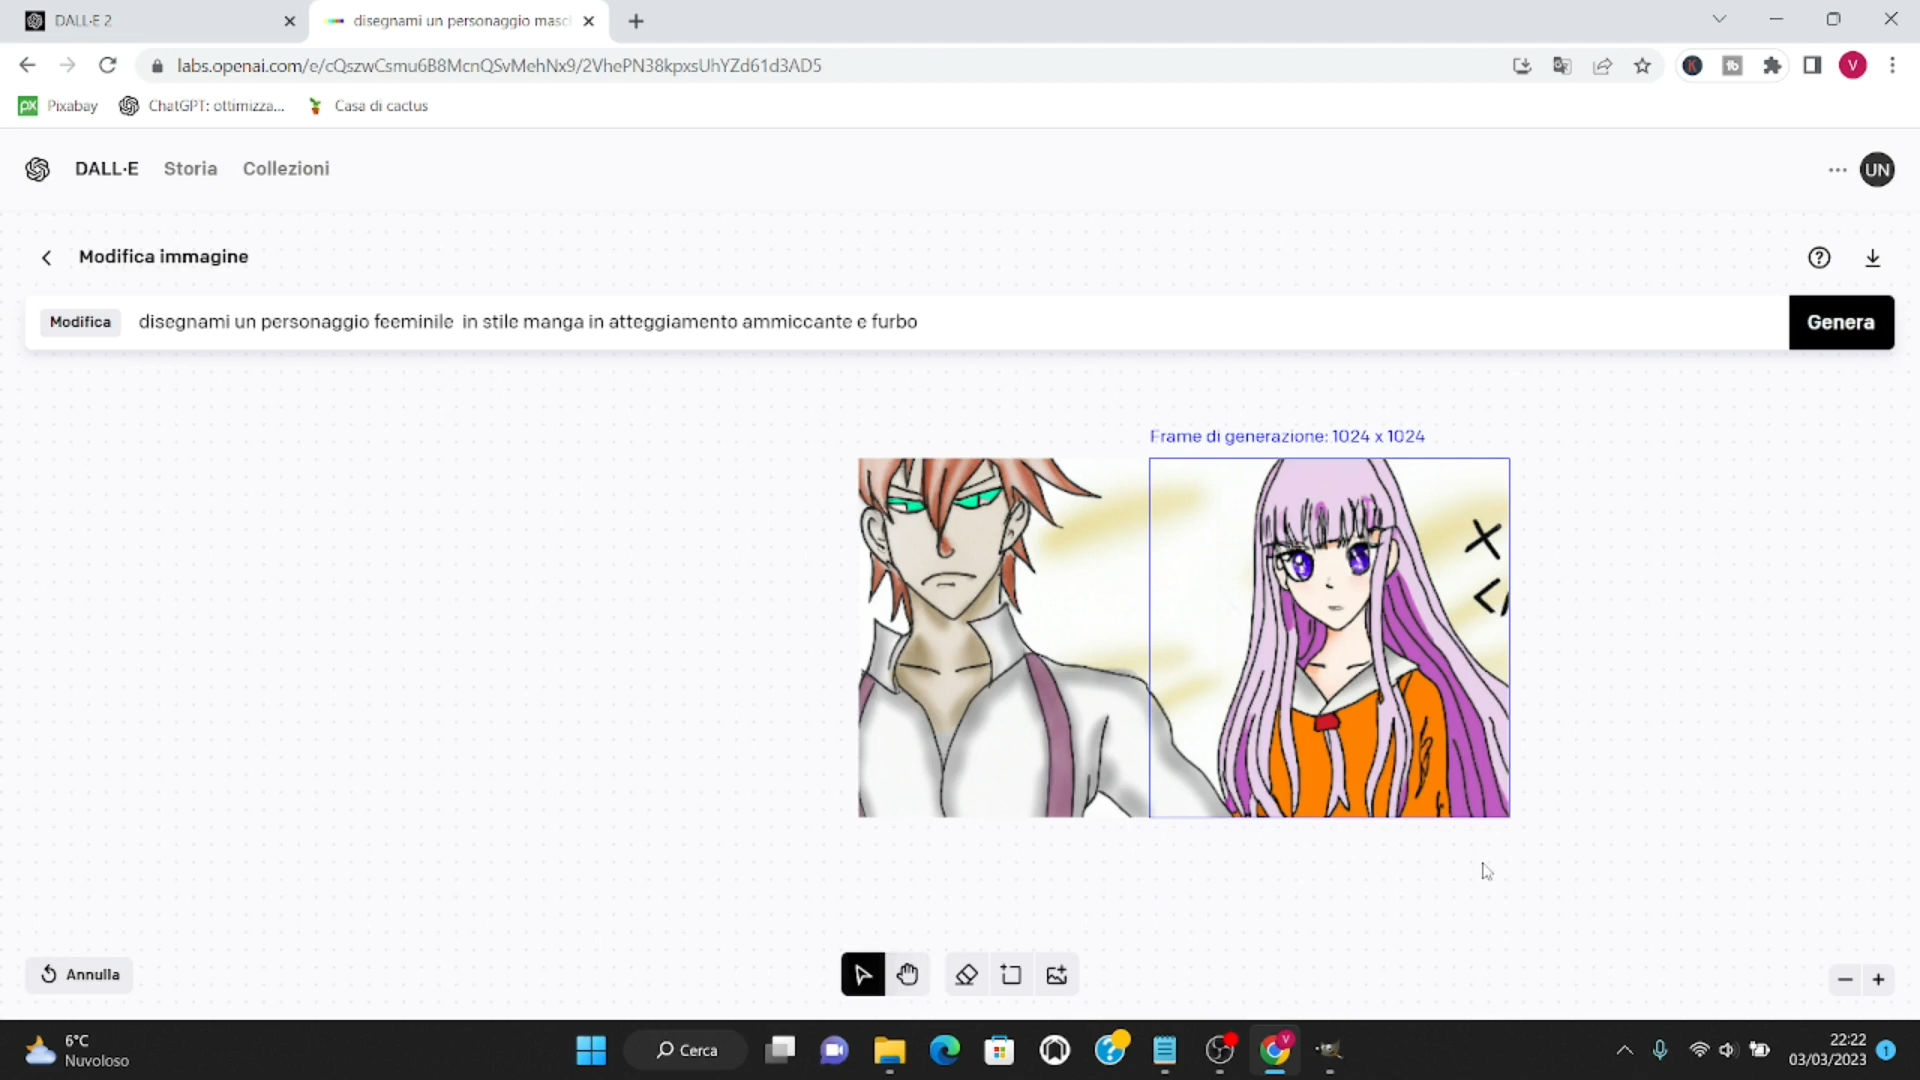 DALL·E 2
disegnami un personaggio masc
labs.openai.com/e/cQszwCsmu6B8McnQSvMehNx9/2VhePN38kpxsUhYZd61d3AD5
Pixabay
ChatGPT: ottimizza...
Casa di cactus
DALL·E
Storia
Collezioni
UN
Modifica immagine
Modifica
disegnami un personaggio feeminile in stile manga in atteggiamento ammiccante e furbo
Genera
Frame di generazione: 1024 x 1024
Annulla
6°C
Nuvoloso
Cerca
22:22
03/03/2023
1